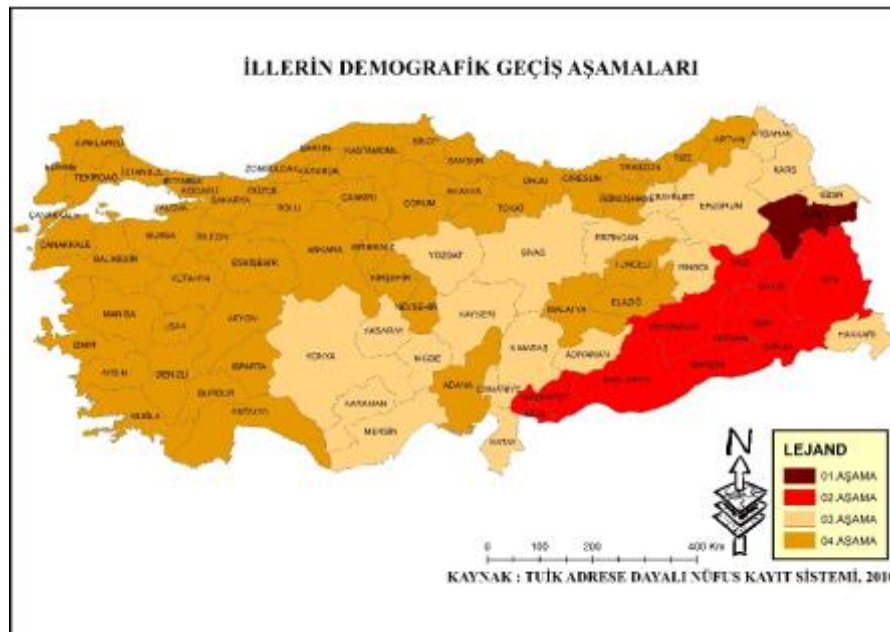 İLLERİN DEMOGRAFİK GEÇİŞ AŞAMALARI
KIRKLARELİ
TEKİRDAĞ
İSTANBUL
KOCAELİ
YALOVA
SAKARYA
DÜZCE
ZONGULDAK
BARTIN
KARABÜK
KASTAMONU
SİNOP
SAMSUN
ORDU
GİRESUN
TRABZON
RİZE
ARTVİN
ARDAHAN
KARS
IĞDIR
ÇANAKKALE
ÇANAKKALE
BALIKESİR
BURSA
BİLECİK
BOLU
ÇANKIRI
ÇORUM
AMASYA
TOKAT
GÜMÜŞHANE
BAYBURT
ERZURUM
KÜTAHYA
ESKİŞEHİR
ANKARA
KIRIKKALE
YOZGAT
SİVAS
ERZİNCAN
TUNCELİ
BİNGÖL
MANİSA
UŞAK
AFYON
KIRŞEHİR
NEVŞEHİR
KAYSERİ
MALATYA
ELAZIĞ
İZMİR
AYDIN
DENİZLİ
ISPARTA
BURDUR
KONYA
AKSARAY
NİĞDE
ADIYAMAN
HAKKARİ
MUĞLA
ANTALYA
KARAMAN
MERSİN
ADANA
OSMANİYE
HATAY
N
LEJAND
01.AŞAMA
02.AŞAMA
03.AŞAMA
04.AŞAMA
0 100 200 400 Km
KAYNAK : TUİK ADRESE DAYALI NÜFUS KAYIT SİSTEMİ, 2010